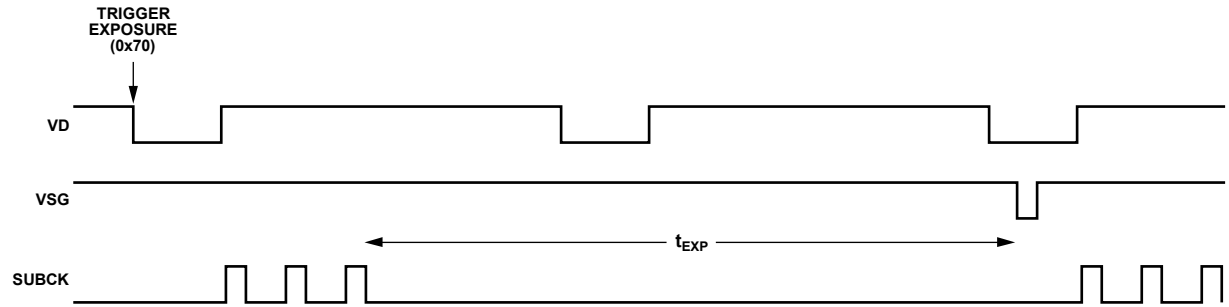 TRIGGER
EXPOSURE
(0x70)
VD
VSG
tEXP
SUBCK